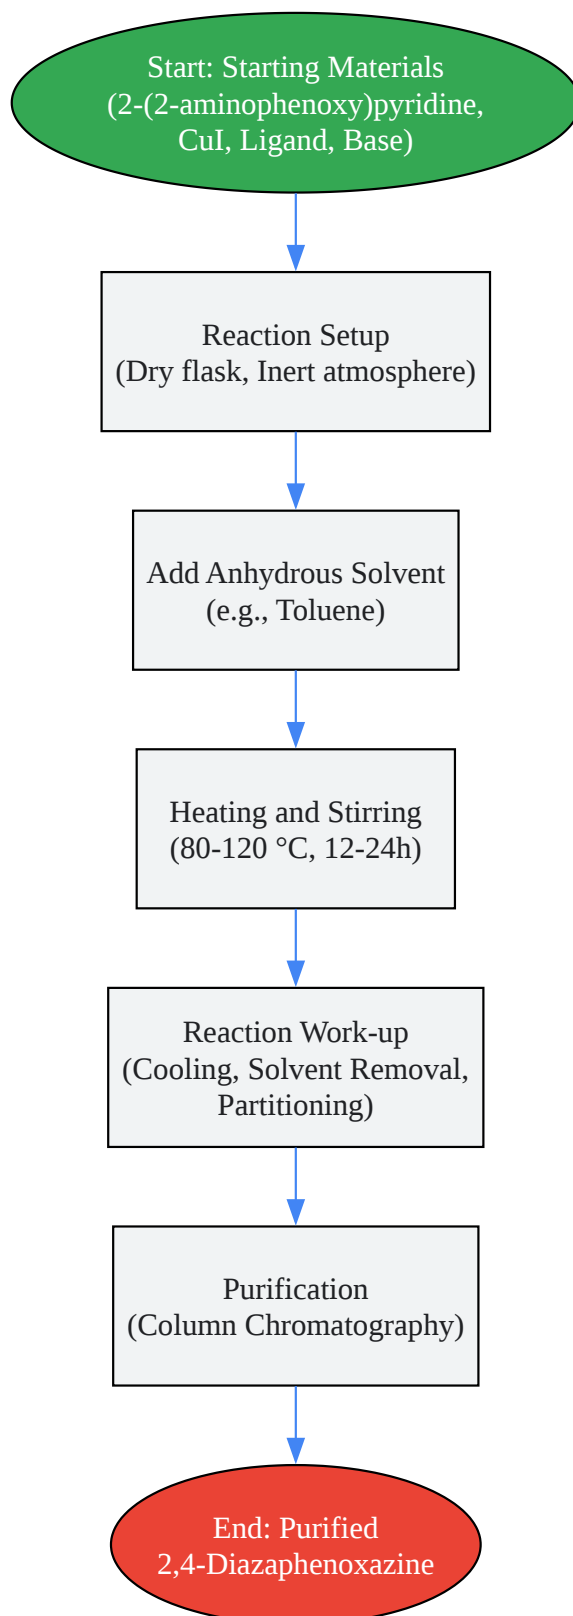 Start: Starting Materials
(2-(2-aminophenoxy)pyridine,
CuI, Ligand, Base)
Reaction Setup
(Dry flask, Inert atmosphere)
Add Anhydrous Solvent
(e.g., Toluene)
Heating and Stirring
(80-120 °C, 12-24h)
Reaction Work-up
(Cooling, Solvent Removal,
Partitioning)
Purification
(Column Chromatography)
End: Purified
2,4-Diazaphenoxazine